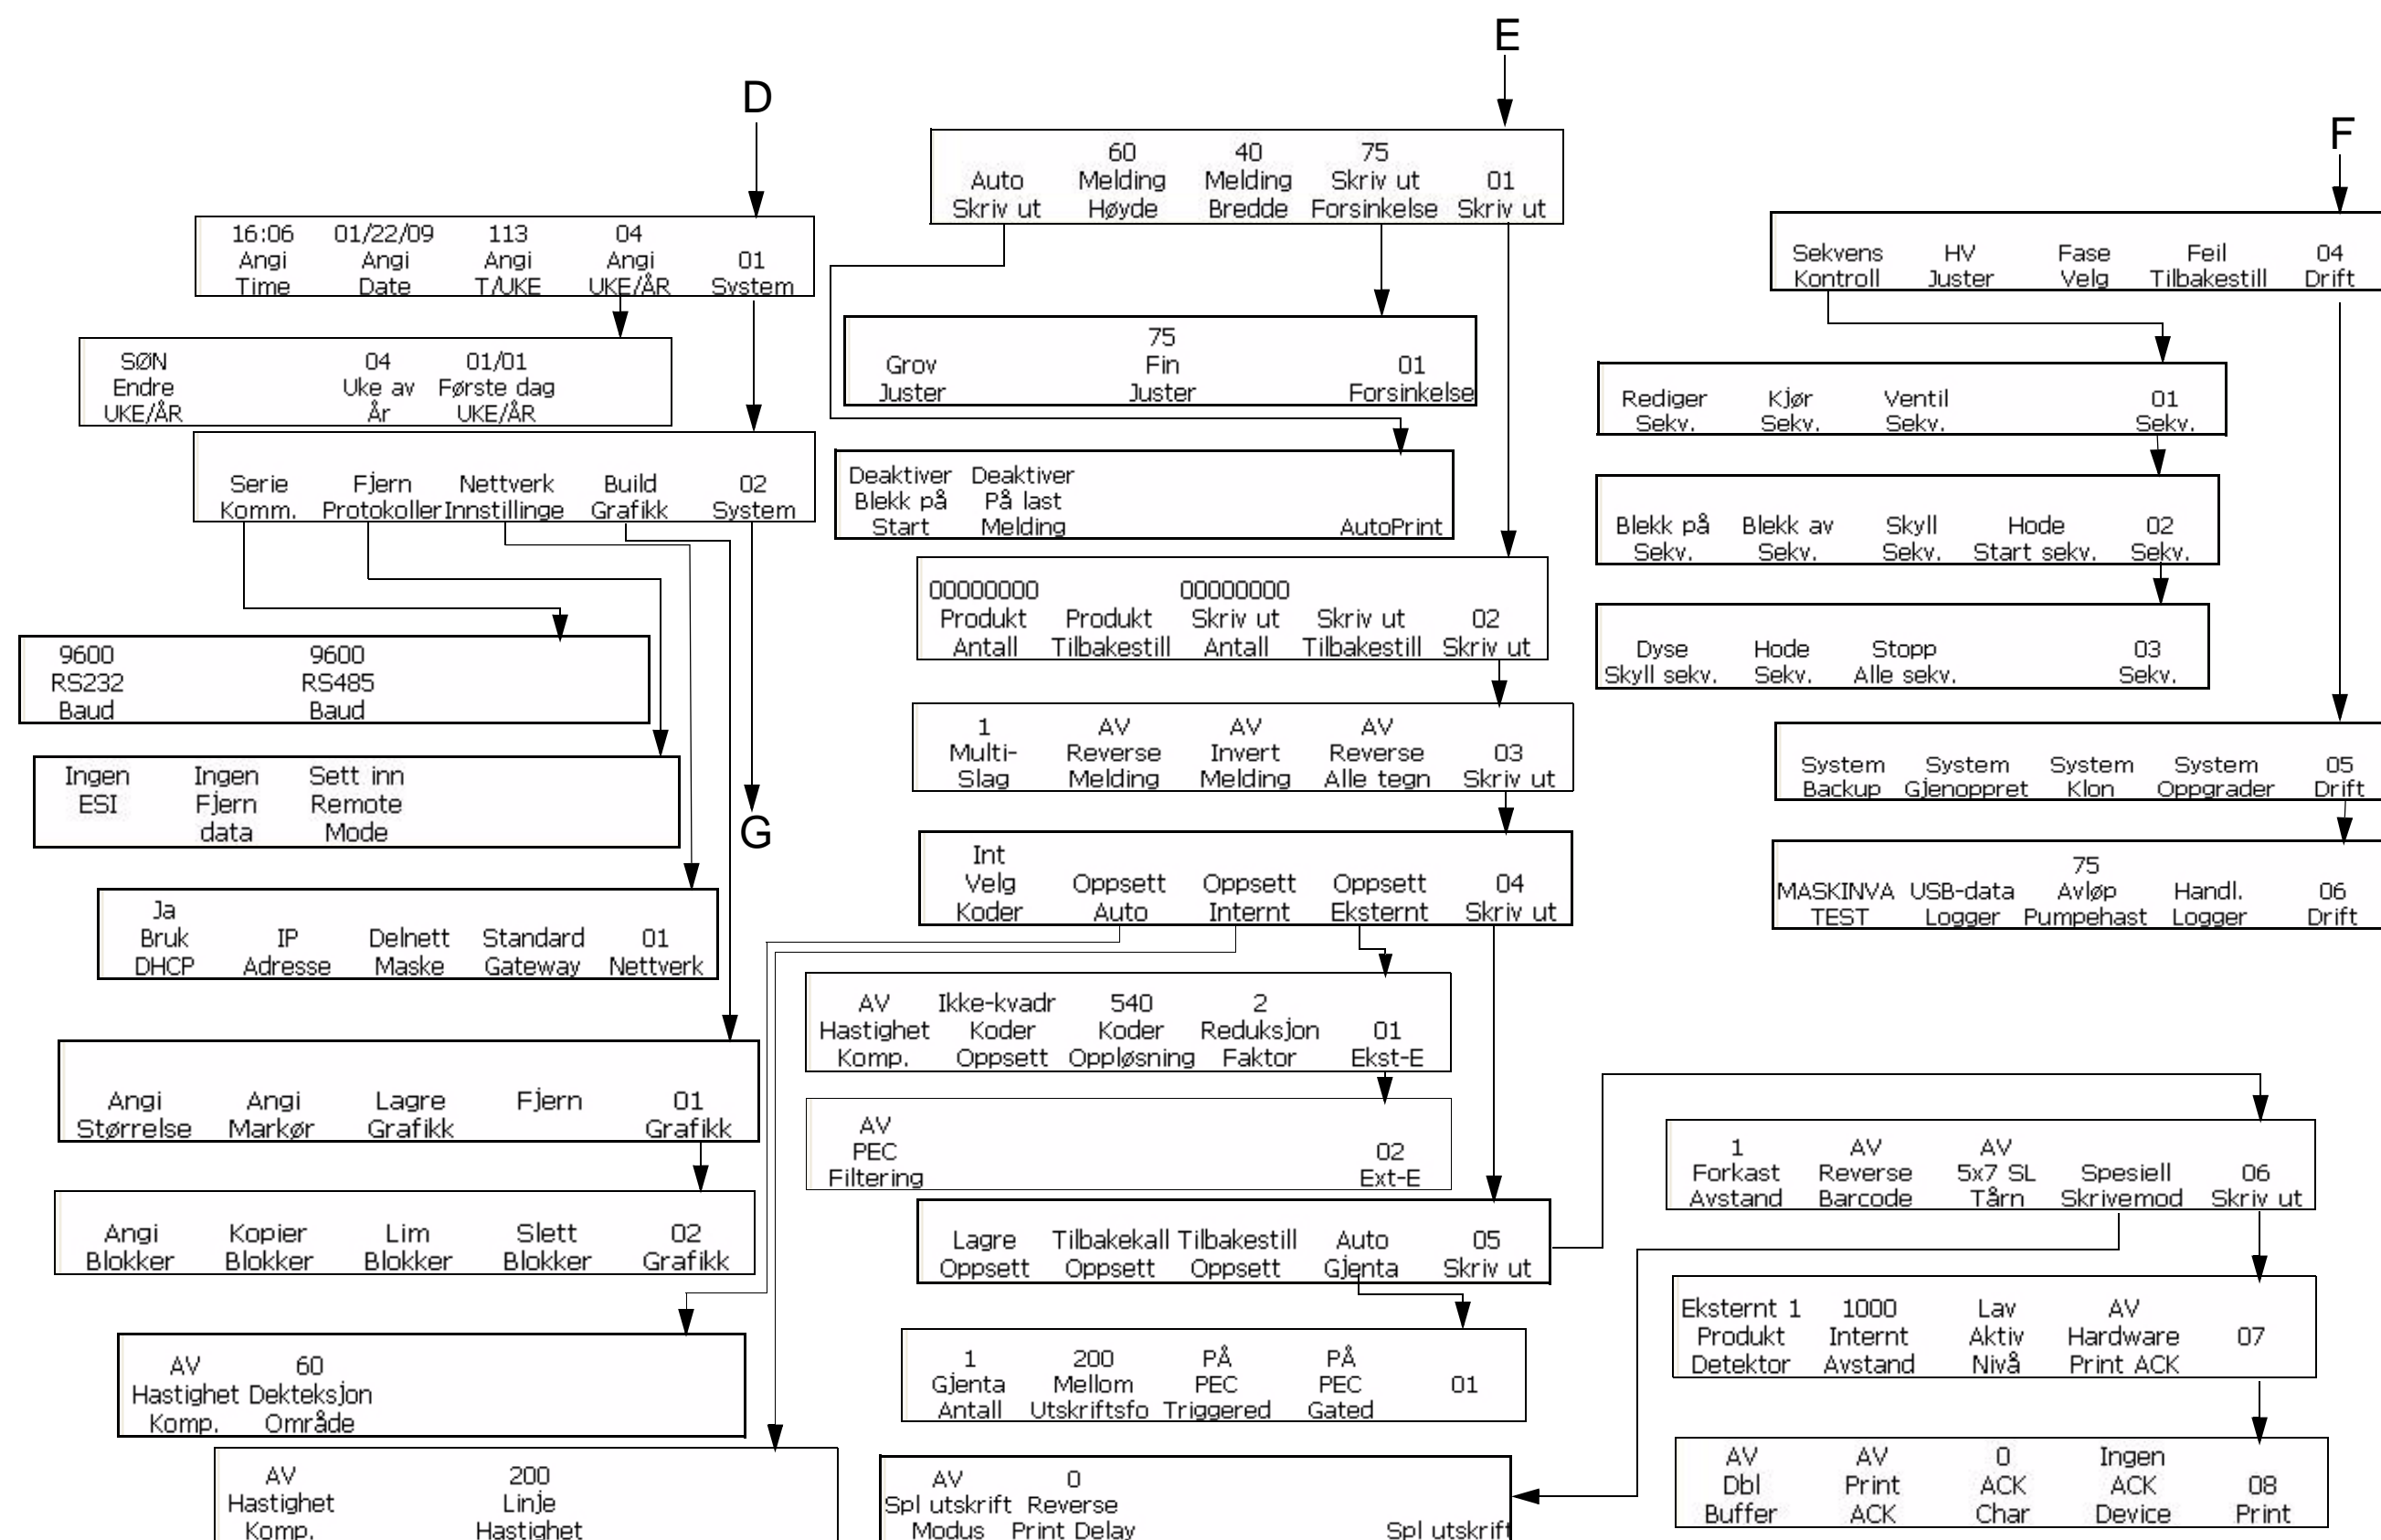 D
16:06 01/22/09 113 04
Angi Angi Angi Angi 01
Time Date T/UKE UKE/ÅR System
SØN 04 01/01
Endre Uke av Første dag
UKE/ÅR År UKE/ÅR
Serie Fjern Nettverk Build 02
Komm. Protokoller Innstillinge Grafikk System
9600 9600
RS232 RS485
Baud Baud
Ingen Ingen Sett inn
ESI Fjern Remote
data Mode
G
Ja
Bruk IP Delnett Standard 01
DHCP Adresse Maske Gateway Nettverk
Angi Angi Lagre Fjern 01
Størrelse Markør Grafikk Grafikk
Angi Kopier Lim Slett 02
Blokker Blokker Blokker Blokker Grafikk
AV 60
Hastighet Dekteksjon
Komp. Område
AV 200
Hastighet Linje
Komp. Hastighet
E
60 40 75
Auto Melding Melding Skriv ut 01
Skriv ut Høyde Bredde Forsinkelse Skriv ut
75
Grov Fin 01
Juster Juster Forsinkelse
Deaktiver Deaktiver
Blekk på På last
Start Melding AutoPrint
00000000 00000000
Produkt Produkt Skriv ut Skriv ut 02
Antall Tilbakestill Antall Tilbakestill Skriv ut
1 AV AV AV
Multi- Reverse Invert Reverse 03
Slag Melding Melding Alle tegn Skriv ut
Int
Velg Oppsett Oppsett Oppsett 04
Koder Auto Internt Eksternt Skriv ut
AV Ikke-kvadr 540 2
Hastighet Koder Koder Reduksjon 01
Komp. Oppsett Oppløsning Faktor Ekst-E
AV
PEC 02
Filtering Ext-E
Lagre Tilbakekall Tilbakestill Auto 05
Oppsett Oppsett Oppsett Gjenta Skriv ut
1 200 PÅ PÅ
Gjenta Mellom PEC PEC 01
Antall Utskriftsfo Triggered Gated
AV 0
Spl utskrift Reverse
Modus Print Delay Spl utskrift
F
Sekvens HV Fase Feil 04
Kontroll Juster Velg Tilbakestill Drift
Rediger Kjør Ventil 01
Sekv. Sekv. Sekv. Sekv.
Blekk på Blekk av Skyll Hode 02
Sekv. Sekv. Sekv. Start sekv. Sekv.
Dyse Hode Stopp 03
Skyll sekv. Sekv. Alle sekv. Sekv.
System System System System 05
Backup Gjenoppret Klon Oppgrader Drift
75
MASKINVA USB-data Avløp Handl. 06
TEST Logger Pumpehast Logger Drift
1 AV AV
Forkast Reverse 5x7 SL Spesiell 06
Avstand Barcode Tårn Skrivemod Skriv ut
Eksternt 1 1000 Lav AV
Produkt Internt Aktiv Hardware 07
Detektor Avstand Nivå Print ACK
AV AV 0 Ingen
Dbl Print ACK ACK 08
Buffer ACK Char Device Print